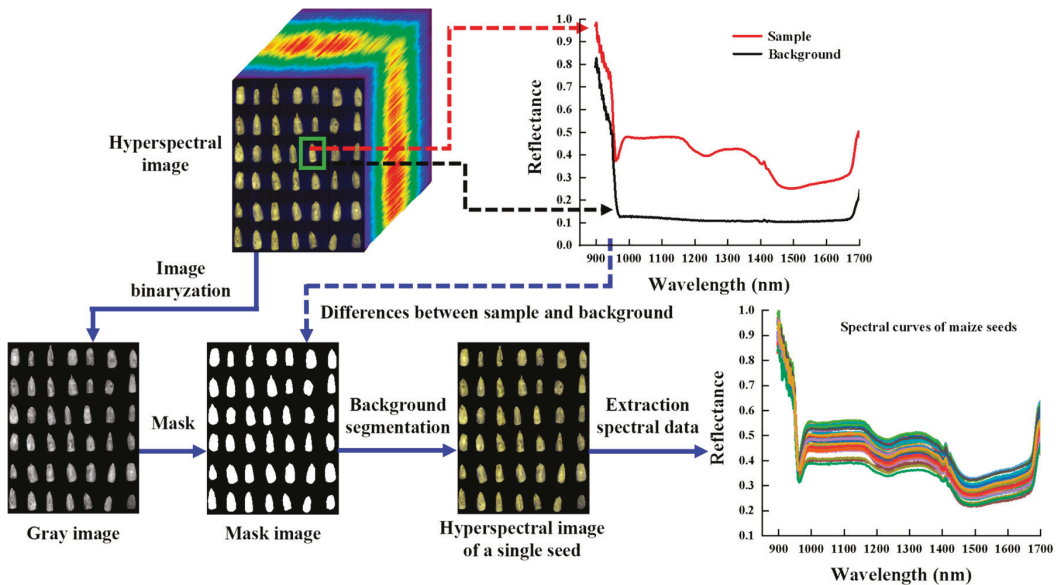 Hyperspectral
image
1.0
0.9
0.8
0.7
0.6
0.5
0.4
0.3
0.2
0.1
0.0
Reflectance
Sample
Background
900 1000 1100 1200 1300 1400 1500 1600 1700
Wavelength (nm)
Image
binaryzation
Differences between sample and background
Mask
Background
segmentation
Extraction
spectral data
Gray image
Mask image
Hyperspectral image
of a single seed
Spectral curves of maize seeds
1.0
0.9
0.8
0.7
0.6
0.5
0.4
0.3
0.2
0.1
Reflectance
900 1000 1100 1200 1300 1400 1500 1600 1700
Wavelength (nm)